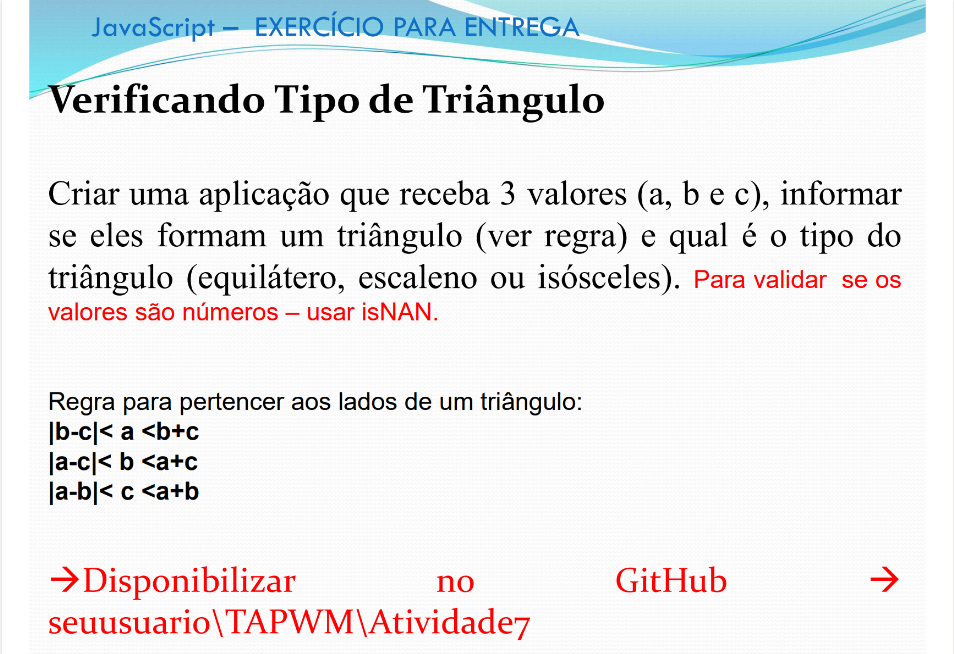 JavaScript – EXERCÍCIO PARA ENTREGA
Verificando Tipo de Triângulo
Criar uma aplicação que receba 3 valores (a, b e c), informar
se eles formam um triângulo (ver regra) e qual é o tipo do
triângulo (equilátero, escaleno ou isósceles). Para validar se os
valores são números – usar isNAN.
Regra para pertencer aos lados de um triângulo:
|b-c|< a <b+c
|a-c|< b <a+c
|a-b|< c <a+b
→Disponibilizar no GitHub →
seuusuario\TAPWM\Atividade7